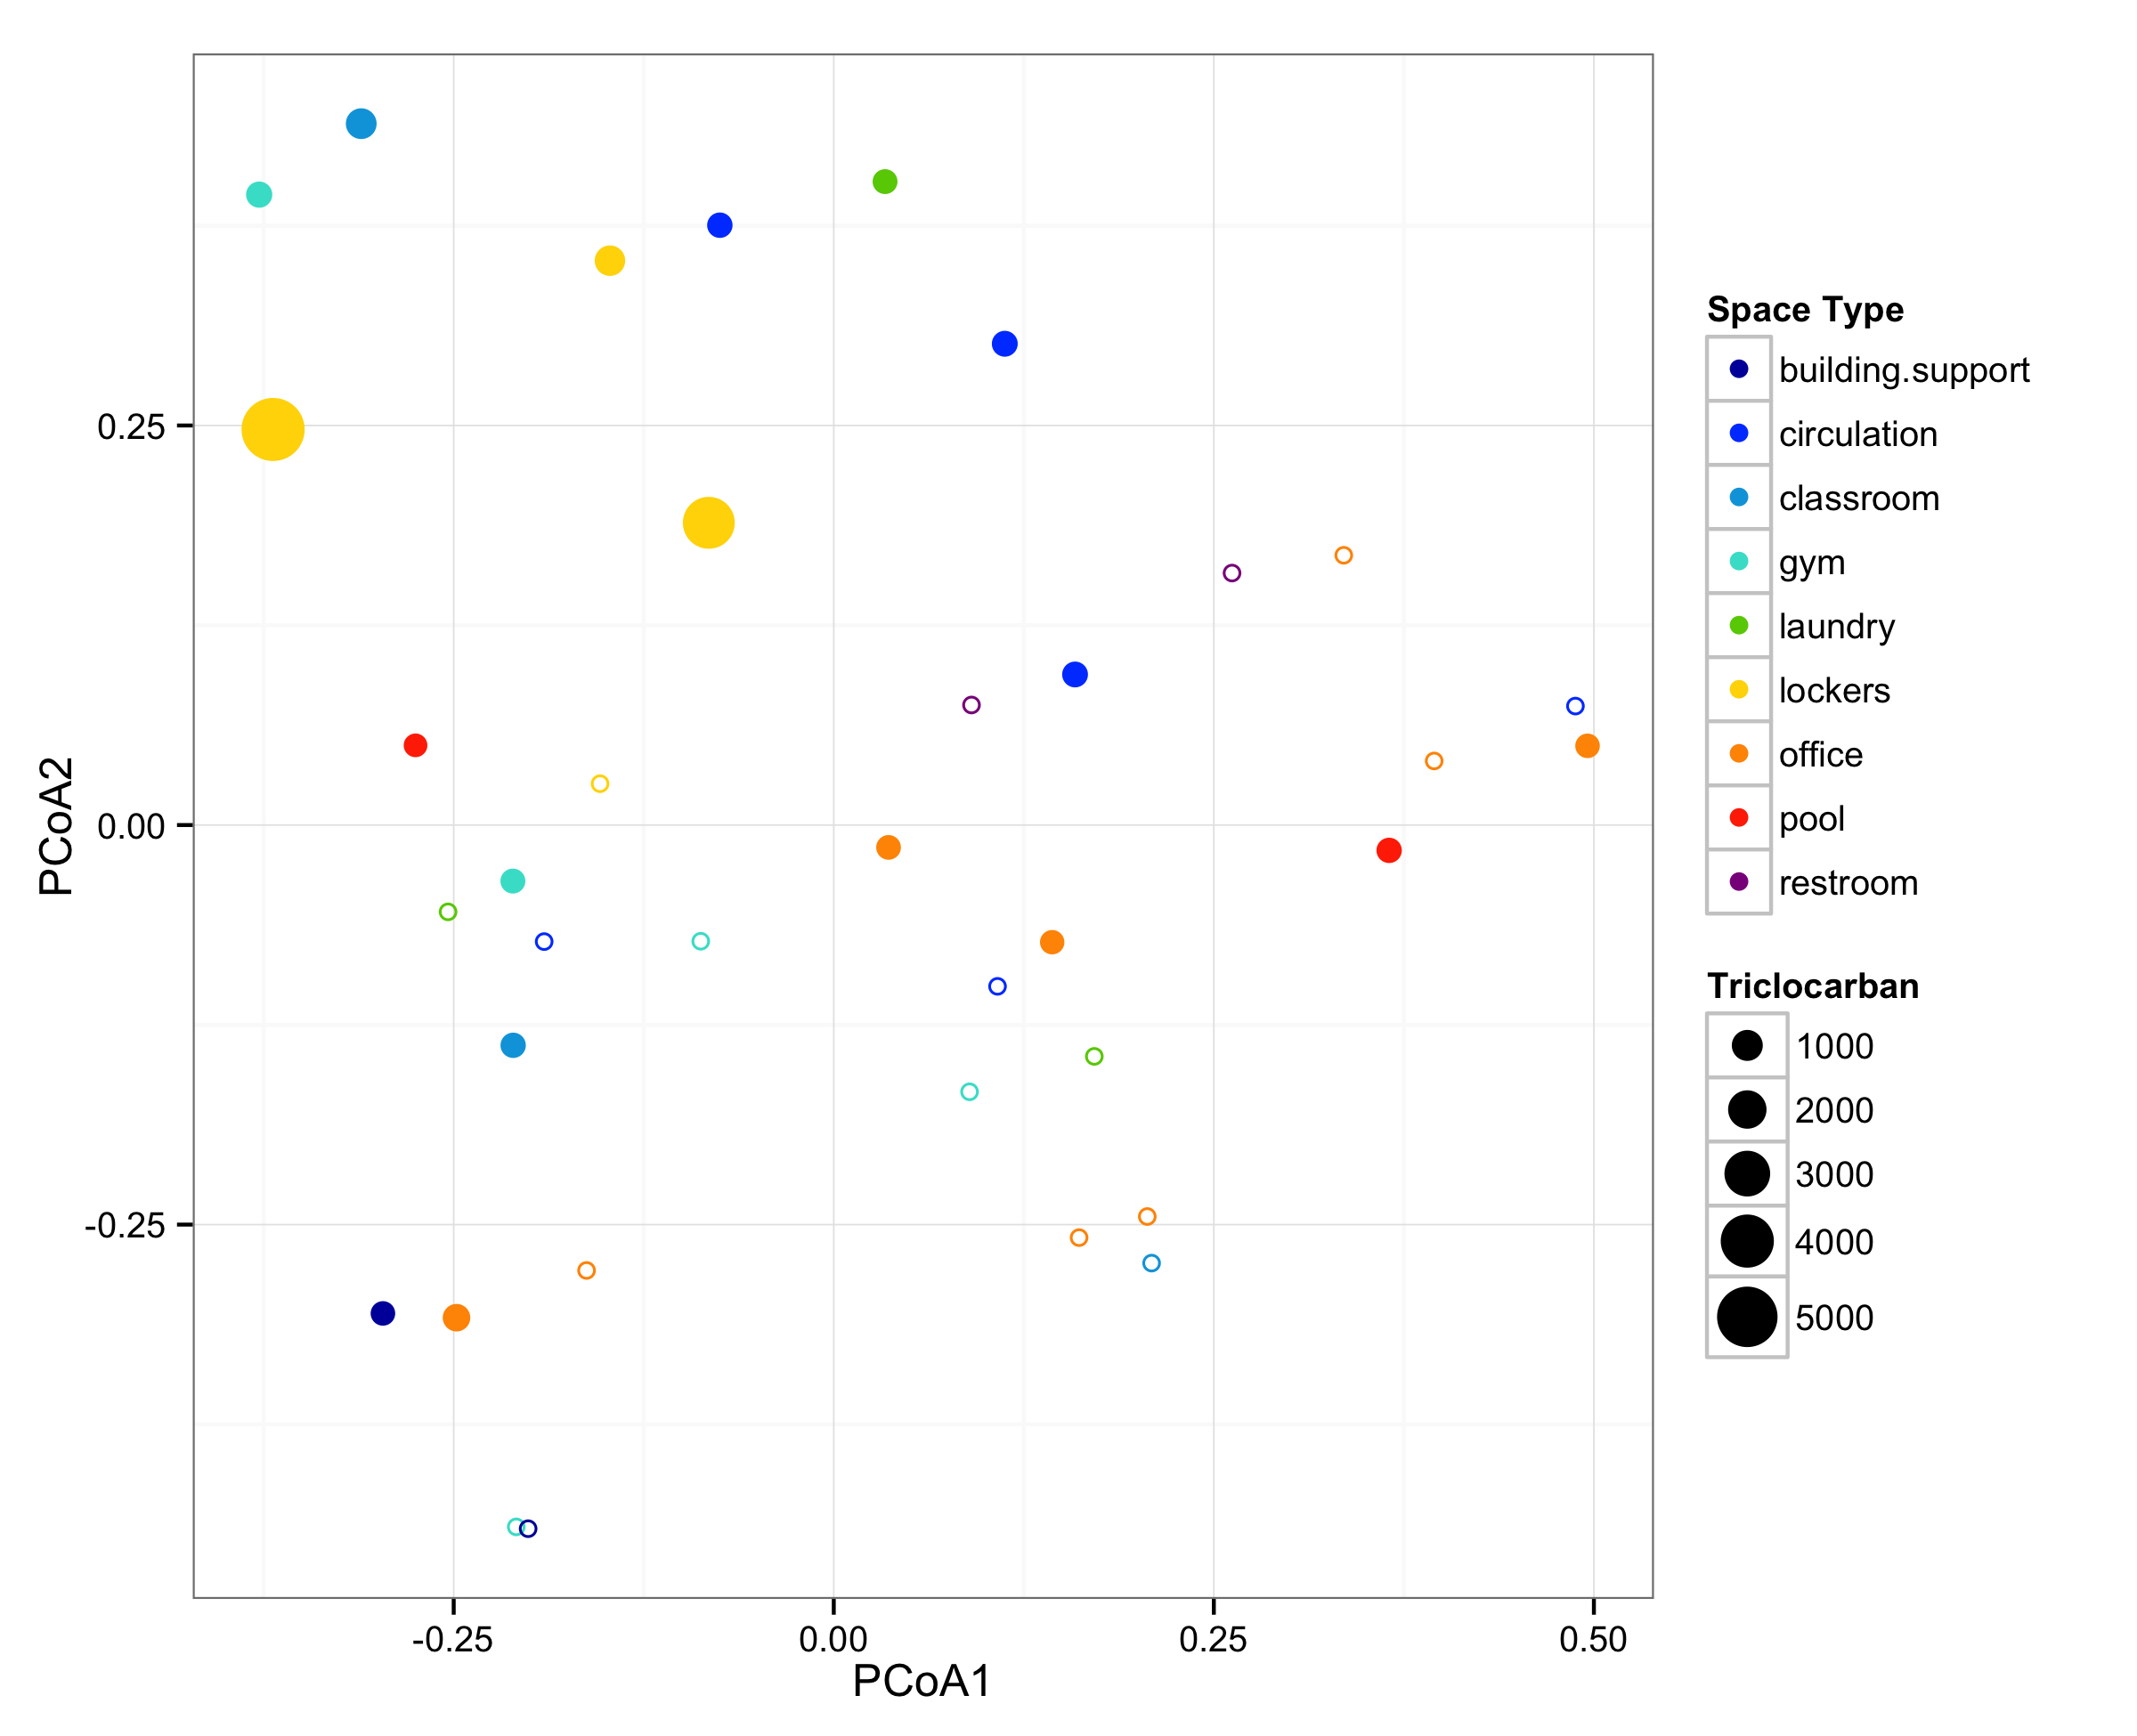 PCoA2
0.25
0.00
-0.25
-0.25
0.00
0.25
0.50
PCoA1
Space Type
building.support
circulation
classroom
gym
laundry
lockers
office
pool
restroom
Triclocarban
1000
2000
3000
4000
5000